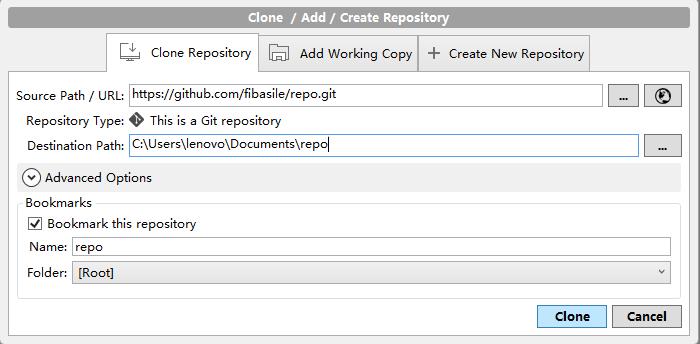 Clone / Add / Create Repository
Clone Repository
Add Working Copy
Create New Repository
Source Path / URL: https://github.com/fibasile/repo.git ...
Repository Type: This is a Git repository
Destination Path: C:\Users\lenovo\Documents\repo ...
Advanced Options
Bookmarks
Bookmark this repository
Name: repo
Folder: [Root]
Clone Cancel